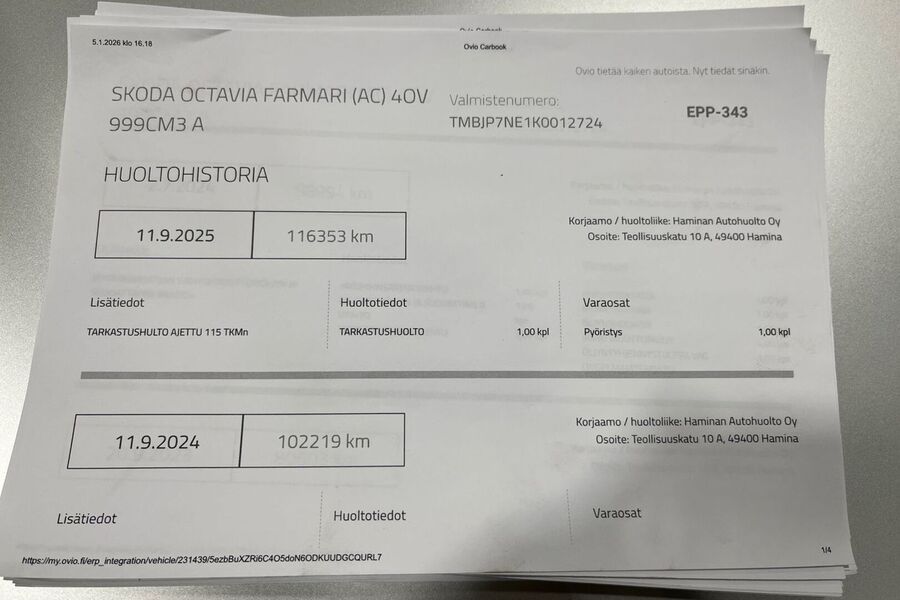 5.1.2026 klo 16.18
Ovio Carbook
Ovio tietää kaiken autoista. Nyt tiedät sinäkin.
SKODA OCTAVIA FARMARI (AC) 4OV
999CM3 A
Valmistenumero:
TMBJP7NE1K0012724
EPP-343
HUOLTOHISTORIA
11.9.2025
116353 km
Korjaamo / huoltoliike: Haminan Autohuolto Oy
Osoite: Teollisuuskatu 10 A, 49400 Hamina
Lisätiedot
Huoltotiedot
Varaosat
TARKASTUSHULTO AJETTU 115 TKMn
TARKASTUSHUOLTO 1,00 kpl
Pyöristys 1,00 kpl
11.9.2024
102219 km
Korjaamo / huoltoliike: Haminan Autohuolto Oy
Osoite: Teollisuuskatu 10 A, 49400 Hamina
Lisätiedot
Huoltotiedot
Varaosat
https://my.ovio.fi/erp_integration/vehicle/231439/5ezbBuXZRi6C4O5doN6ODKUUDGCQURL7
1/4